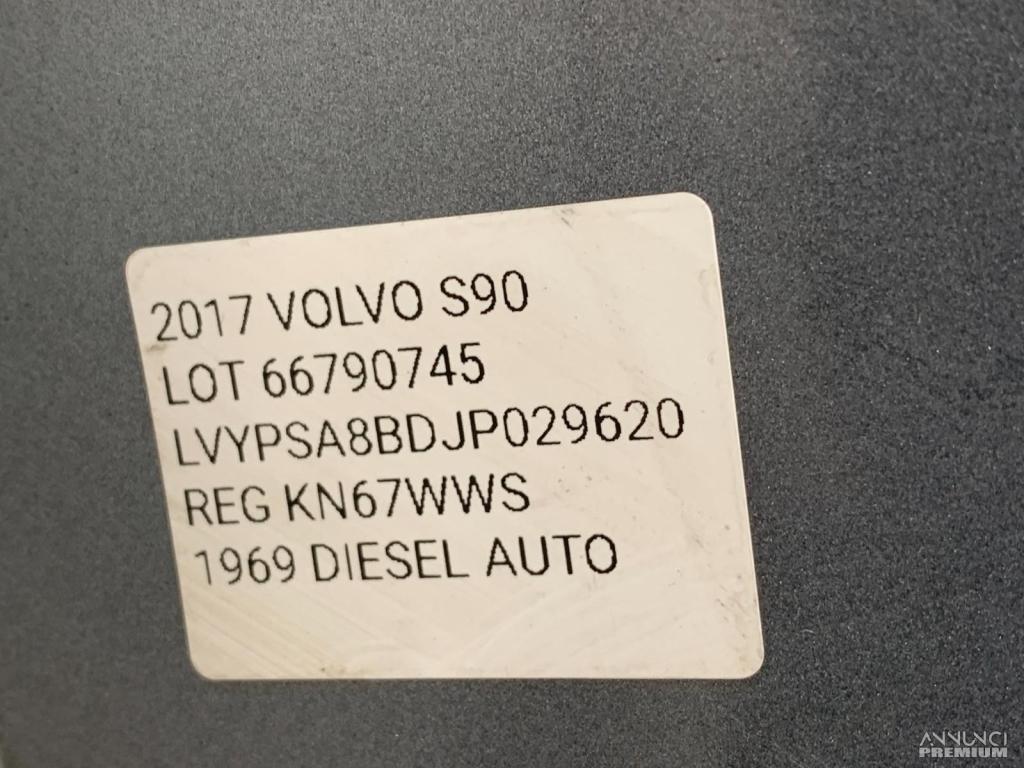 2017 VOLVO S90
LOT 66790745
LVYPSA8BDJP029620
REG KN67WWS
1969 DIESEL AUTO
ANNUNCI
PREMIUM